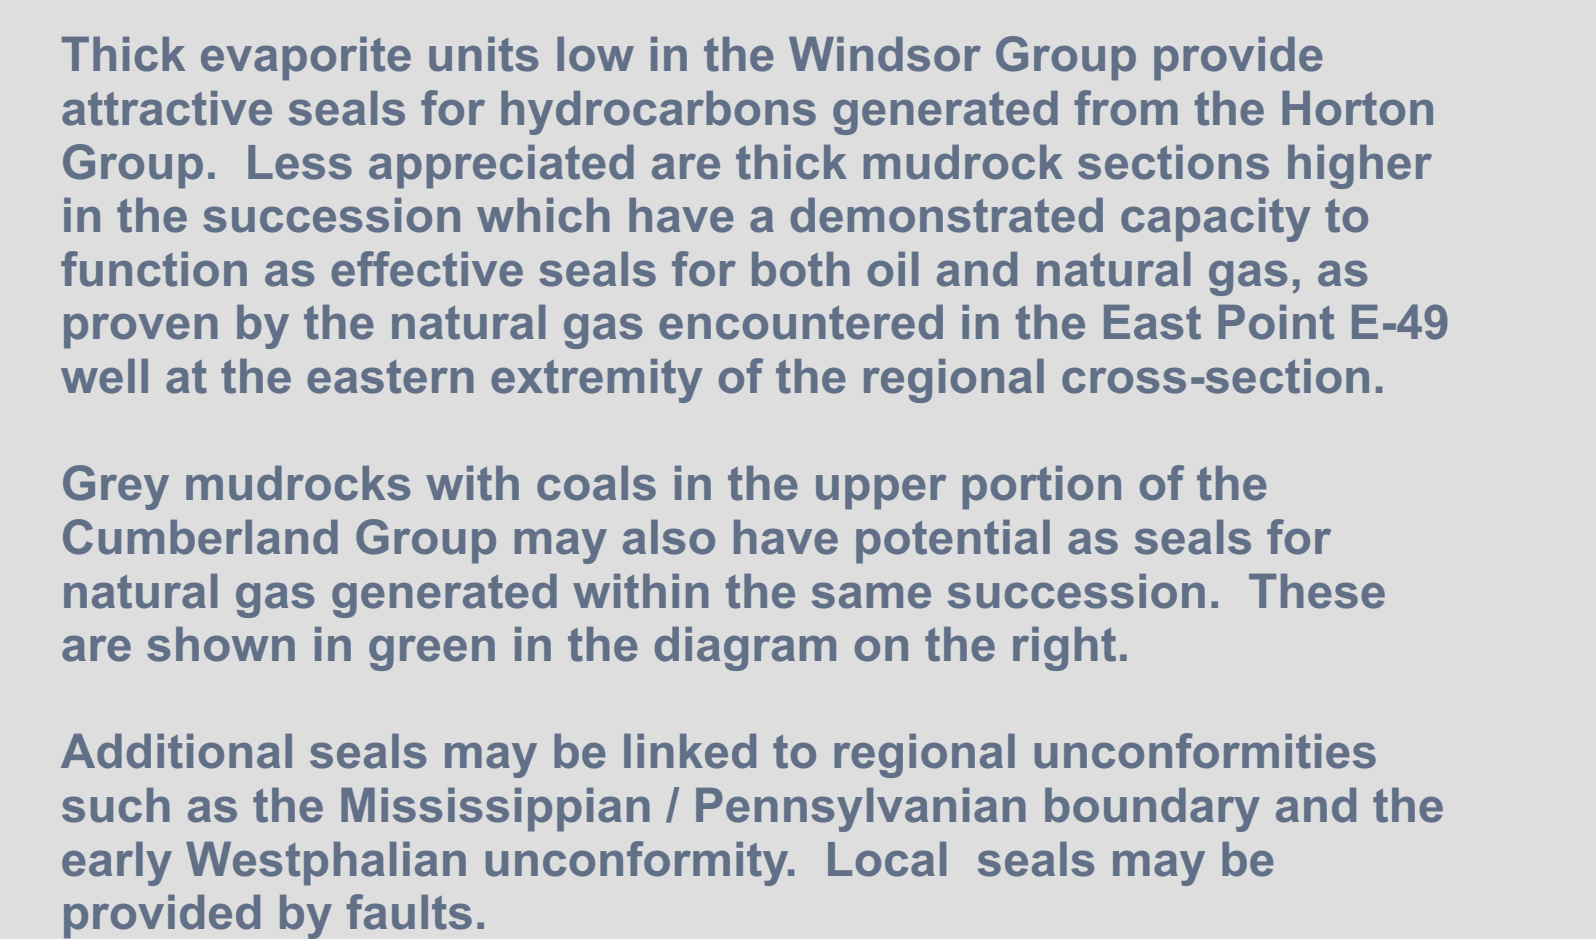 Thick evaporite units low in the Windsor Group provide
attractive seals for hydrocarbons generated from the Horton
Group.  Less appreciated are thick mudrock sections higher
in the succession which have a demonstrated capacity to
function as effective seals for both oil and natural gas, as
proven by the natural gas encountered in the East Point E-49
well at the eastern extremity of the regional cross-section.

Grey mudrocks with coals in the upper portion of the
Cumberland Group may also have potential as seals for
natural gas generated within the same succession.  These
are shown in green in the diagram on the right.

Additional seals may be linked to regional unconformities
such as the Mississippian / Pennsylvanian boundary and the
early Westphalian unconformity.  Local  seals may be
provided by faults.